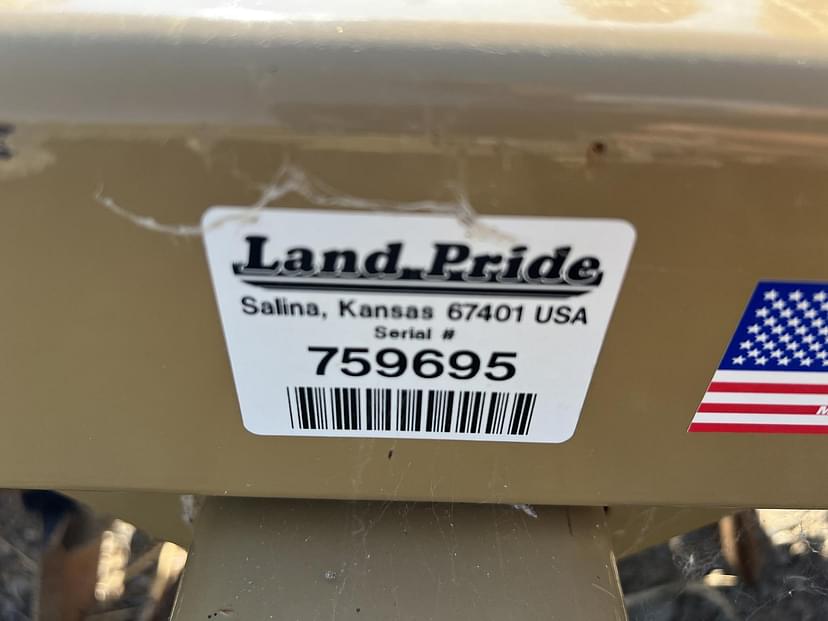 Land Pride
Salina, Kansas 67401 USA
Serial #
759695